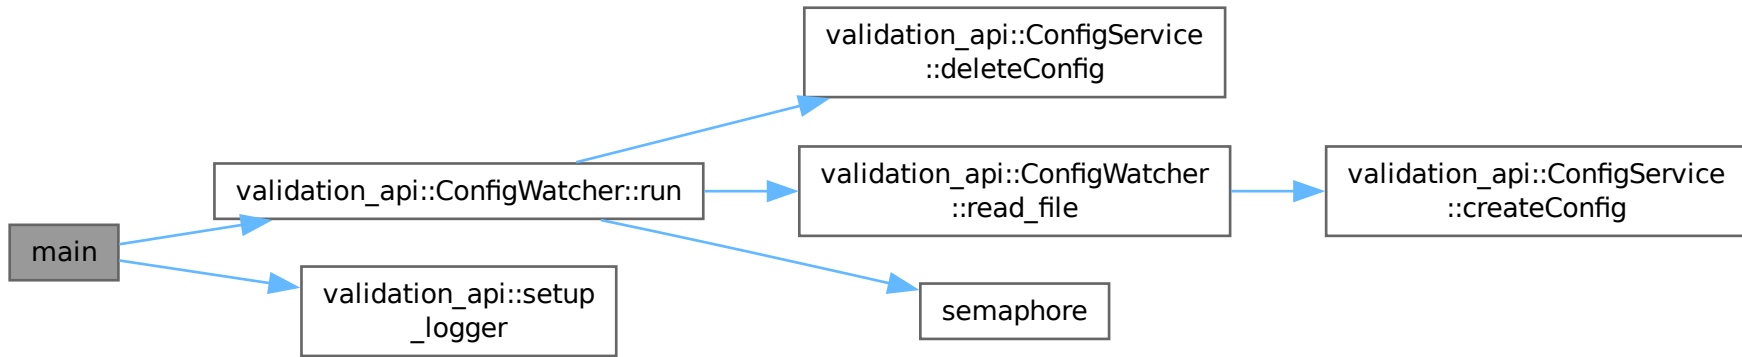 main
validation_api::ConfigWatcher::run
validation_api::setup
_logger
validation_api::ConfigService
::deleteConfig
validation_api::ConfigWatcher
::read_file
semaphore
validation_api::ConfigService
::createConfig